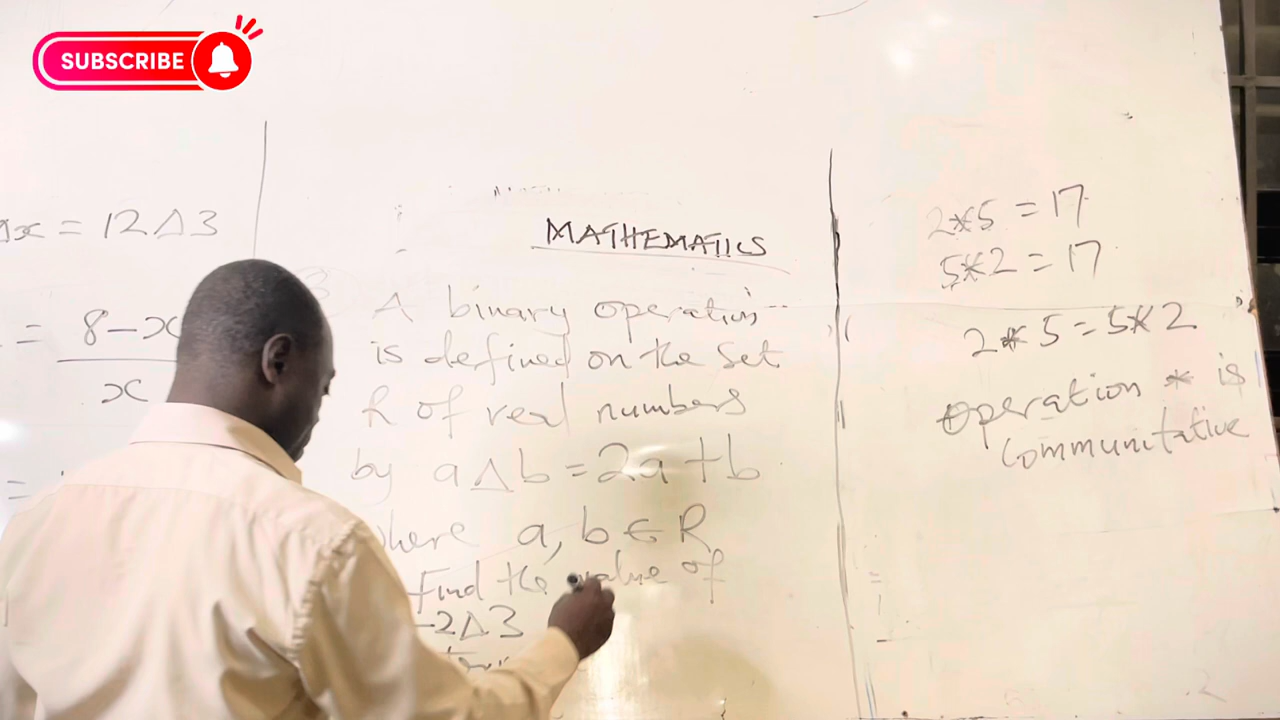 SUBSCRIBE
x = 12Δ3
= 8-x
x
=
MATHEMATICS
A binary operation
is defined on the set
R of real numbers
by aΔb = 2a+b
where a, b ∈ R
Find the value of
-2Δ3
2*5 = 17
5*2 = 17
2*5 = 5*2
Operation * is
Communitative